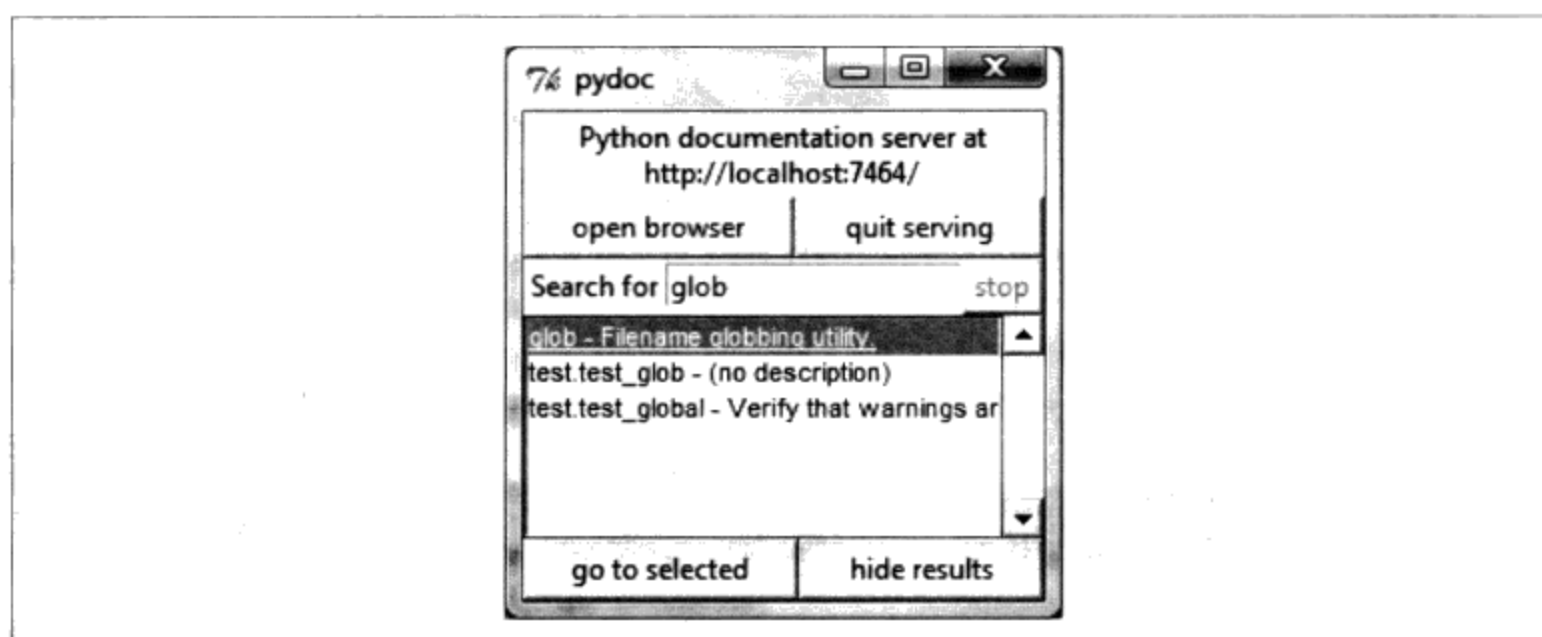 pydoc
Python documentation server at
http://localhost:7464/
open browser quit serving
Search for glob stop
glob - Filename globbing utility.
test.test_glob - (no description)
test.test_global - Verify that warnings ar
go to selected hide results